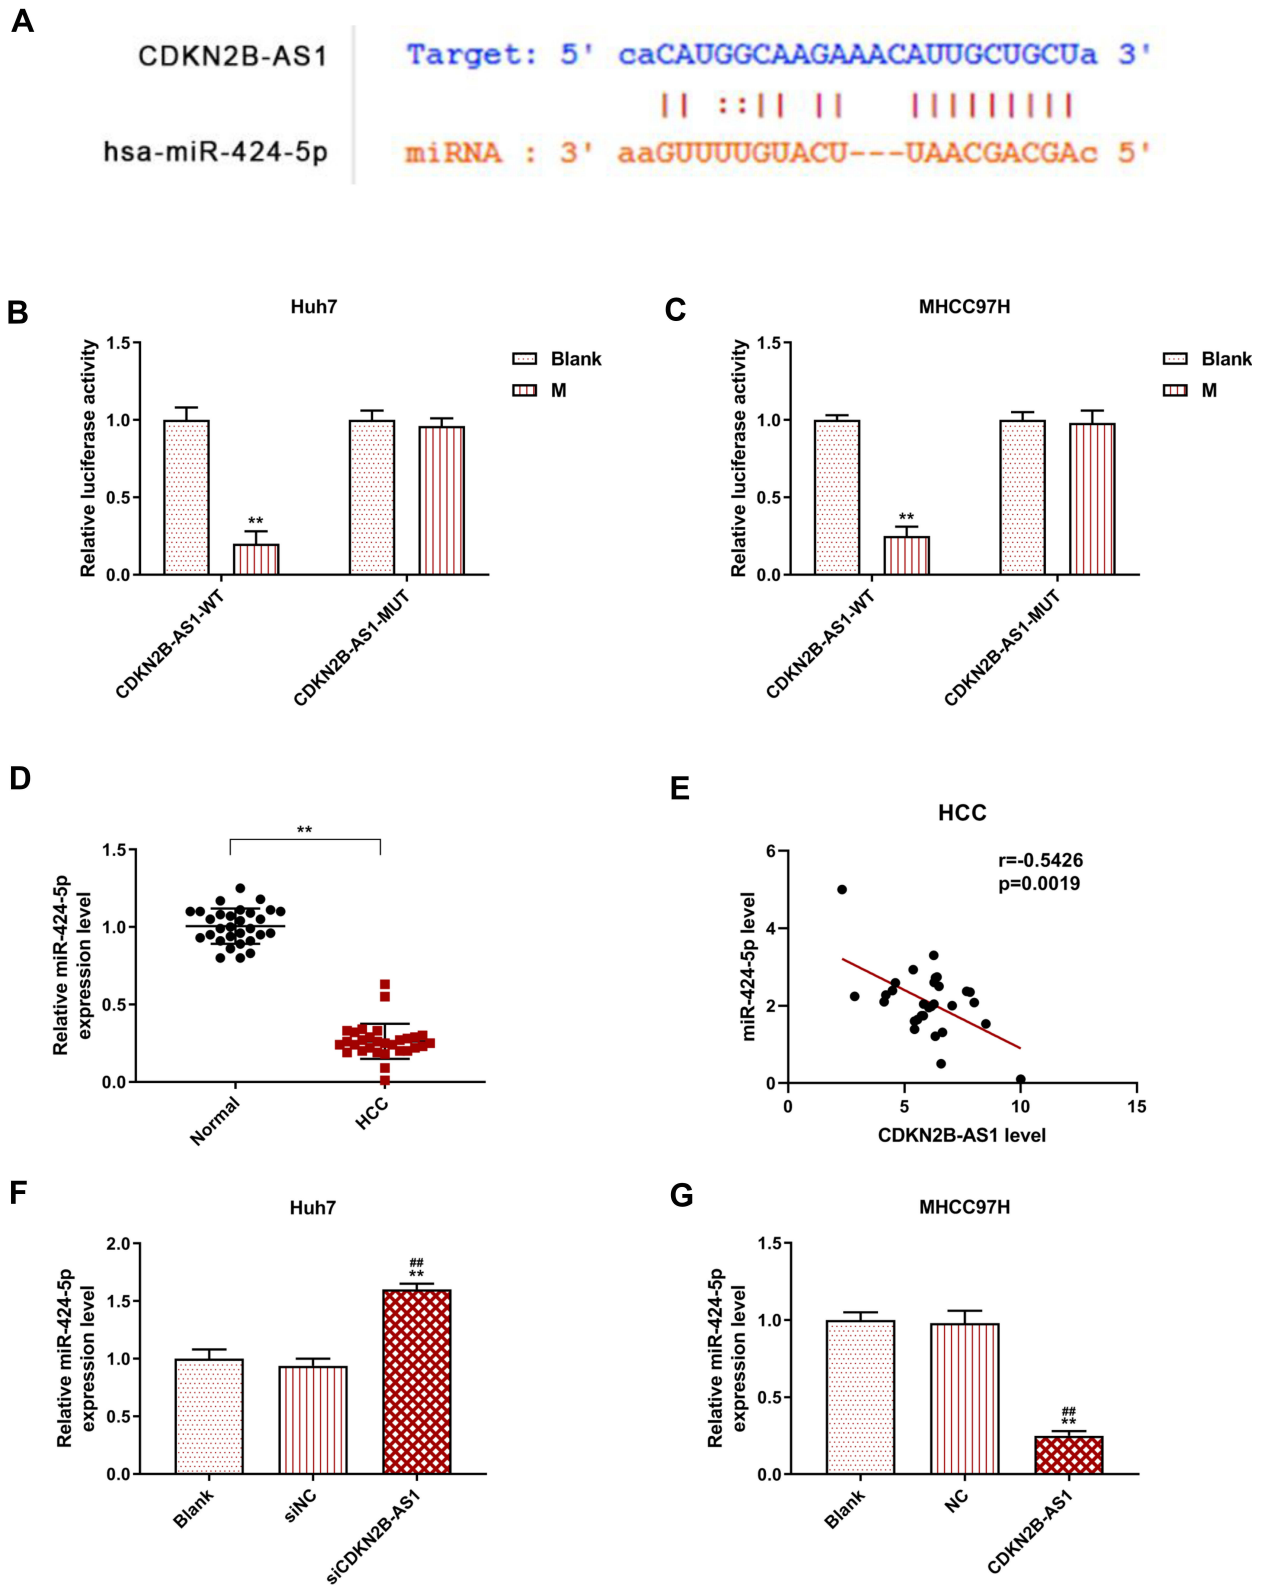 A
CDKN2B-AS1
Target: 5' caCAUGGCAAGAAACAUUGCUGCUa 3'
|| ::|| || |||||||||
hsa-miR-424-5p
miRNA : 3' aaGUUUUGUACU---UAACGACGAc 5'
B
Huh7
Relative luciferase activity
1.5
1.0
0.5
0.0
**
CDKN2B-AS1-WT
CDKN2B-AS1-MUT
Blank
M
C
MHCC97H
Relative luciferase activity
1.5
1.0
0.5
0.0
**
CDKN2B-AS1-WT
CDKN2B-AS1-MUT
Blank
M
D
Relative miR-424-5p
expression level
1.5
1.0
0.5
0.0
**
Normal
HCC
E
HCC
r=-0.5426
p=0.0019
miR-424-5p level
6
4
2
0
0
5
10
15
CDKN2B-AS1 level
F
Huh7
Relative miR-424-5p
expression level
2.0
1.5
1.0
0.5
0.0
##
**
Blank
siNC
siCDKN2B-AS1
G
MHCC97H
Relative miR-424-5p
expression level
1.5
1.0
0.5
0.0
##
**
Blank
NC
CDKN2B-AS1